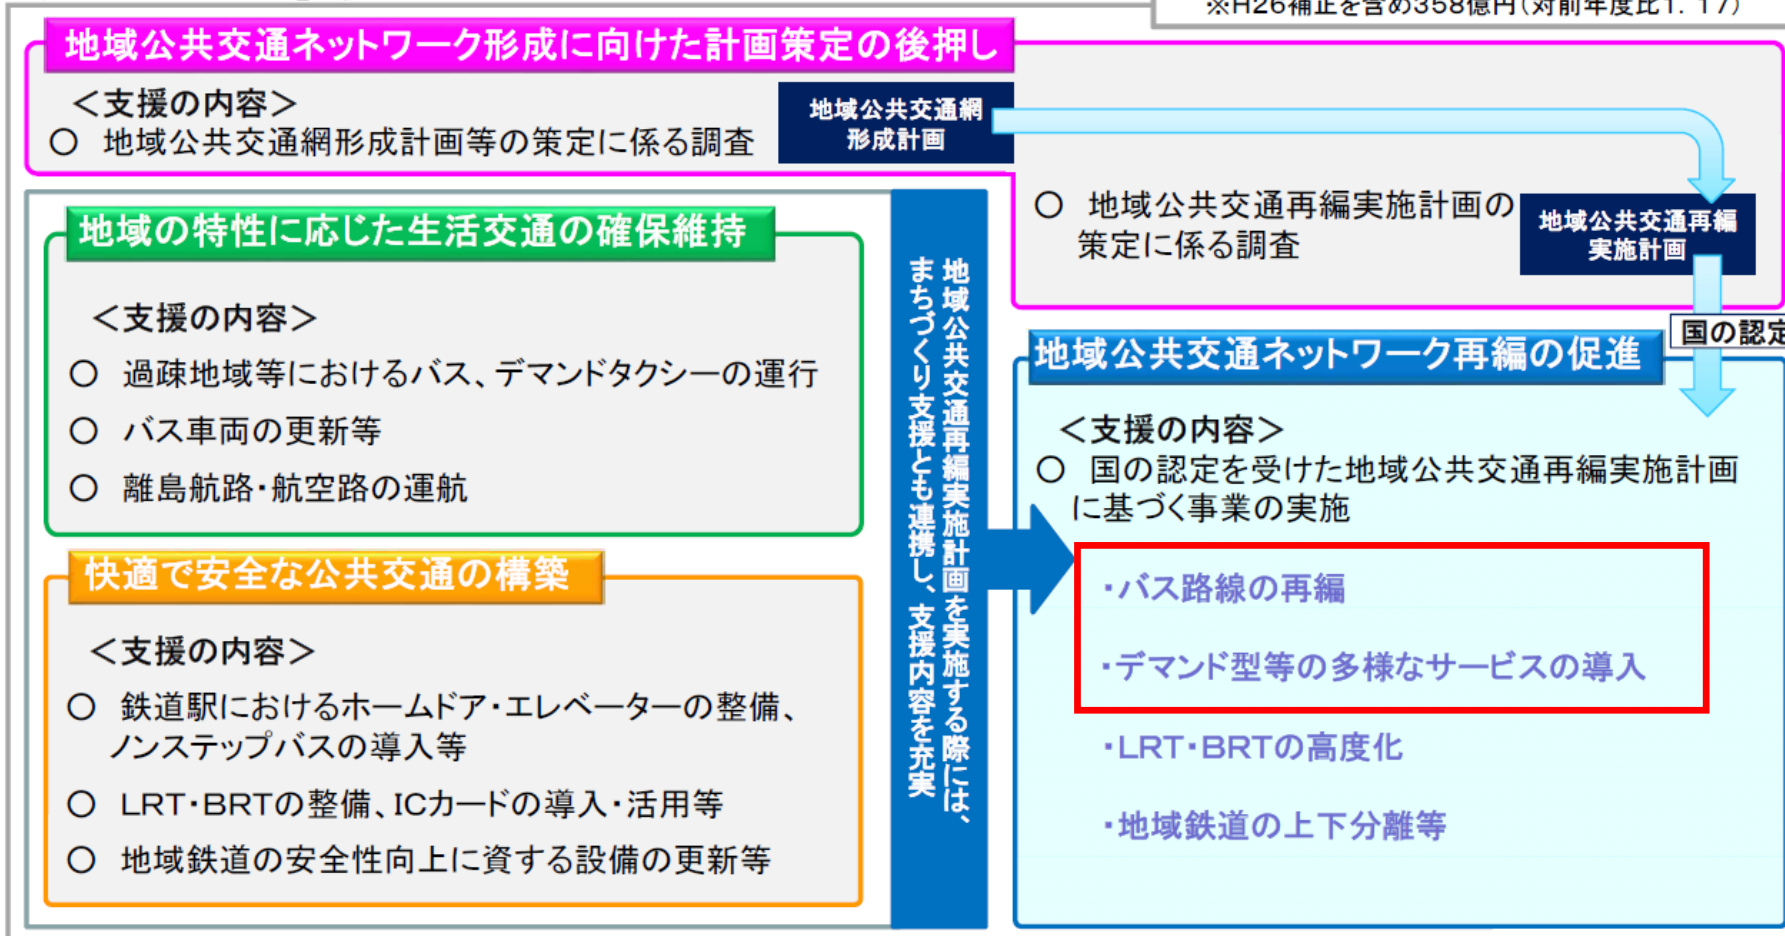 ※H26補正を含め358億円(対前年度比1.17)
地域公共交通ネットワーク形成に向けた計画策定の後押し
＜支援の内容＞
○ 地域公共交通網形成計画等の策定に係る調査
地域公共交通網
形成計画
○ 地域公共交通再編実施計画の
策定に係る調査
地域公共交通再編
実施計画
国の認定
地域の特性に応じた生活交通の確保維持
＜支援の内容＞
○ 過疎地域等におけるバス、デマンドタクシーの運行
○ バス車両の更新等
○ 離島航路・航空路の運航
快適で安全な公共交通の構築
＜支援の内容＞
○ 鉄道駅におけるホームドア・エレベーターの整備、
ノンステップバスの導入等
○ LRT・BRTの整備、ICカードの導入・活用等
○ 地域鉄道の安全性向上に資する設備の更新等
地域公共交通再編実施計画を実施する際には、
まちづくり支援とも連携し、支援内容を充実
地域公共交通ネットワーク再編の促進
＜支援の内容＞
○ 国の認定を受けた地域公共交通再編実施計画
に基づく事業の実施
・バス路線の再編
・デマンド型等の多様なサービスの導入
・LRT・BRTの高度化
・地域鉄道の上下分離等